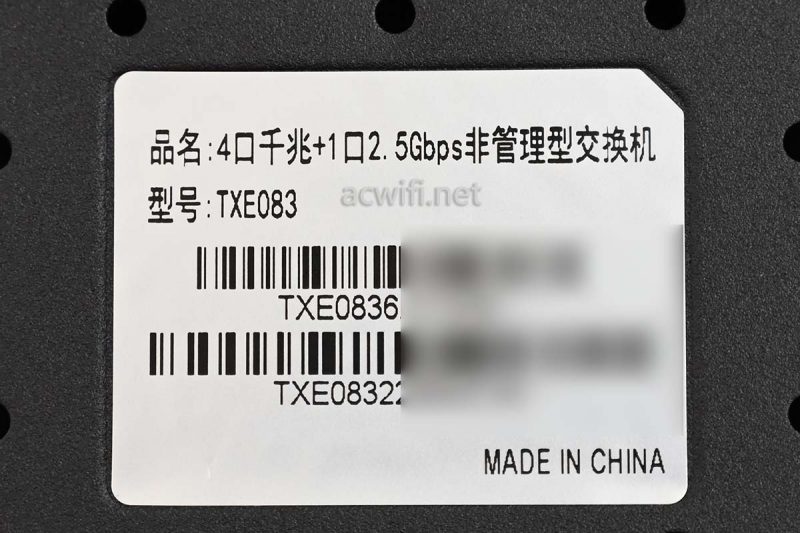 品名:4口千兆+1口2.5Gbps非管理型交换机
acwifi.net
型号:TXE083
TXE0836
TXE08322
MADE IN CHINA